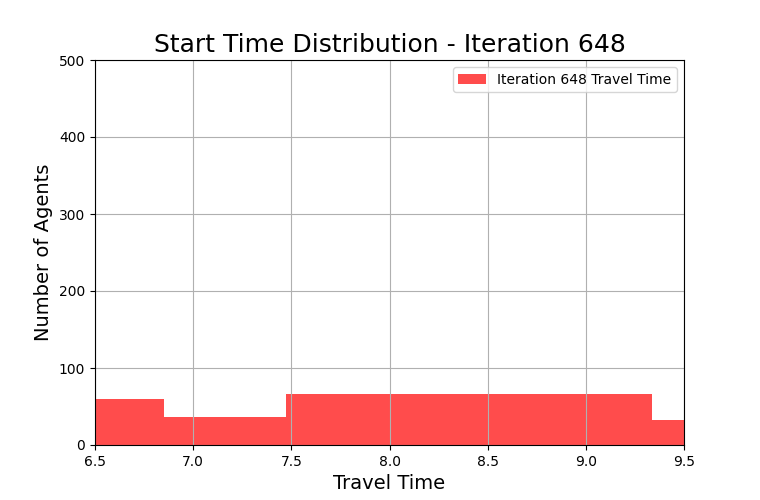 Start Time Distribution - Iteration 648
Iteration 648 Travel Time
Number of Agents
500
400
300
200
100
0
6.5 7.0 7.5 8.0 8.5 9.0 9.5
Travel Time